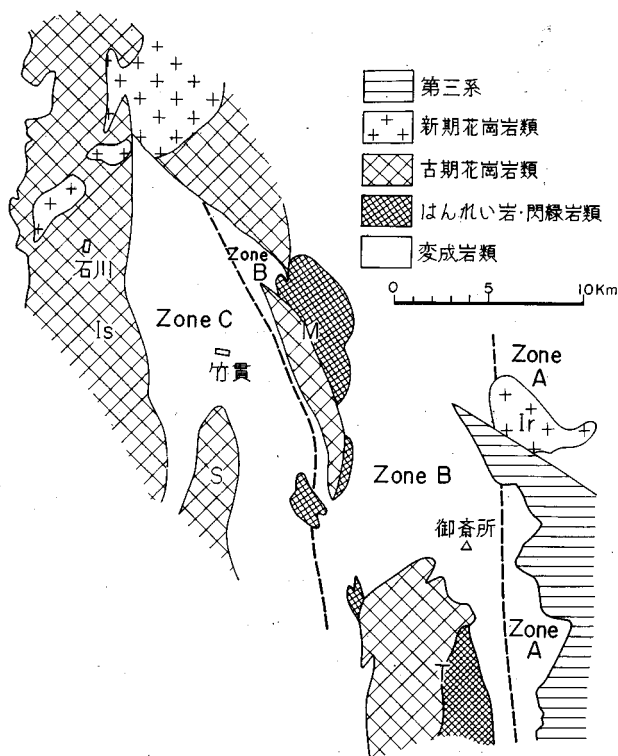 第三系
新期花崗岩類
古期花崗岩類
はんれい岩・閃緑岩類
変成岩類
0 5 10Km
石川
Is
Zone C
竹貫
S
Zone
B
M
Zone B
御斎所
Zone
A
Ir
Zone
A
T